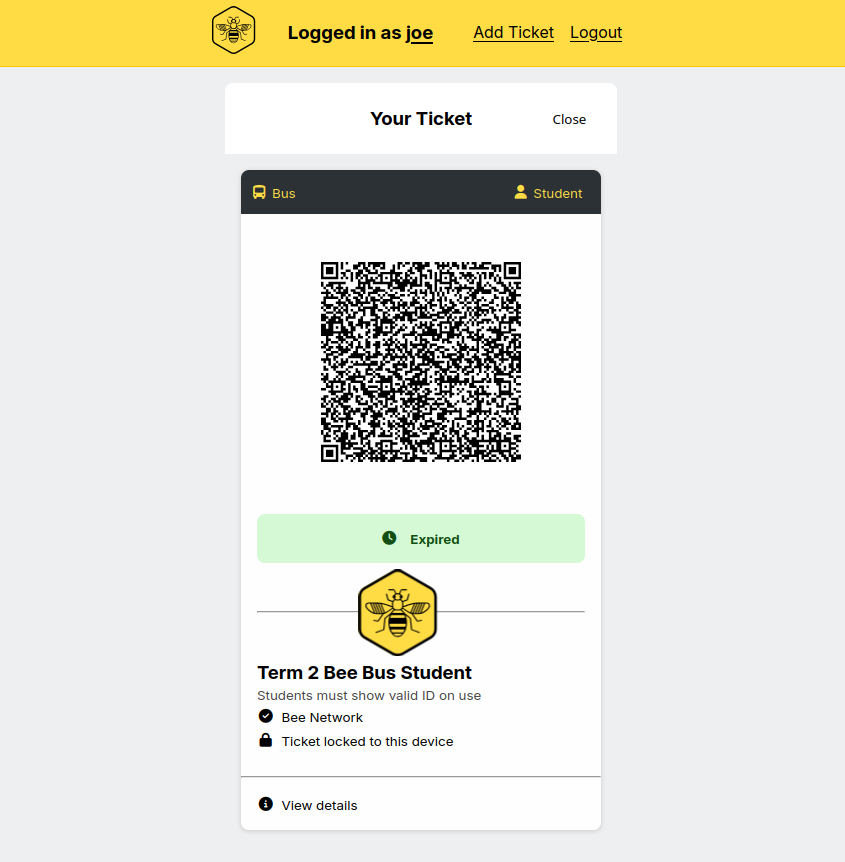 Logged in as joe
Add Ticket
Logout
Your Ticket
Close
Bus
Student
Expired
Term 2 Bee Bus Student
Students must show valid ID on use
Bee Network
Ticket locked to this device
View details